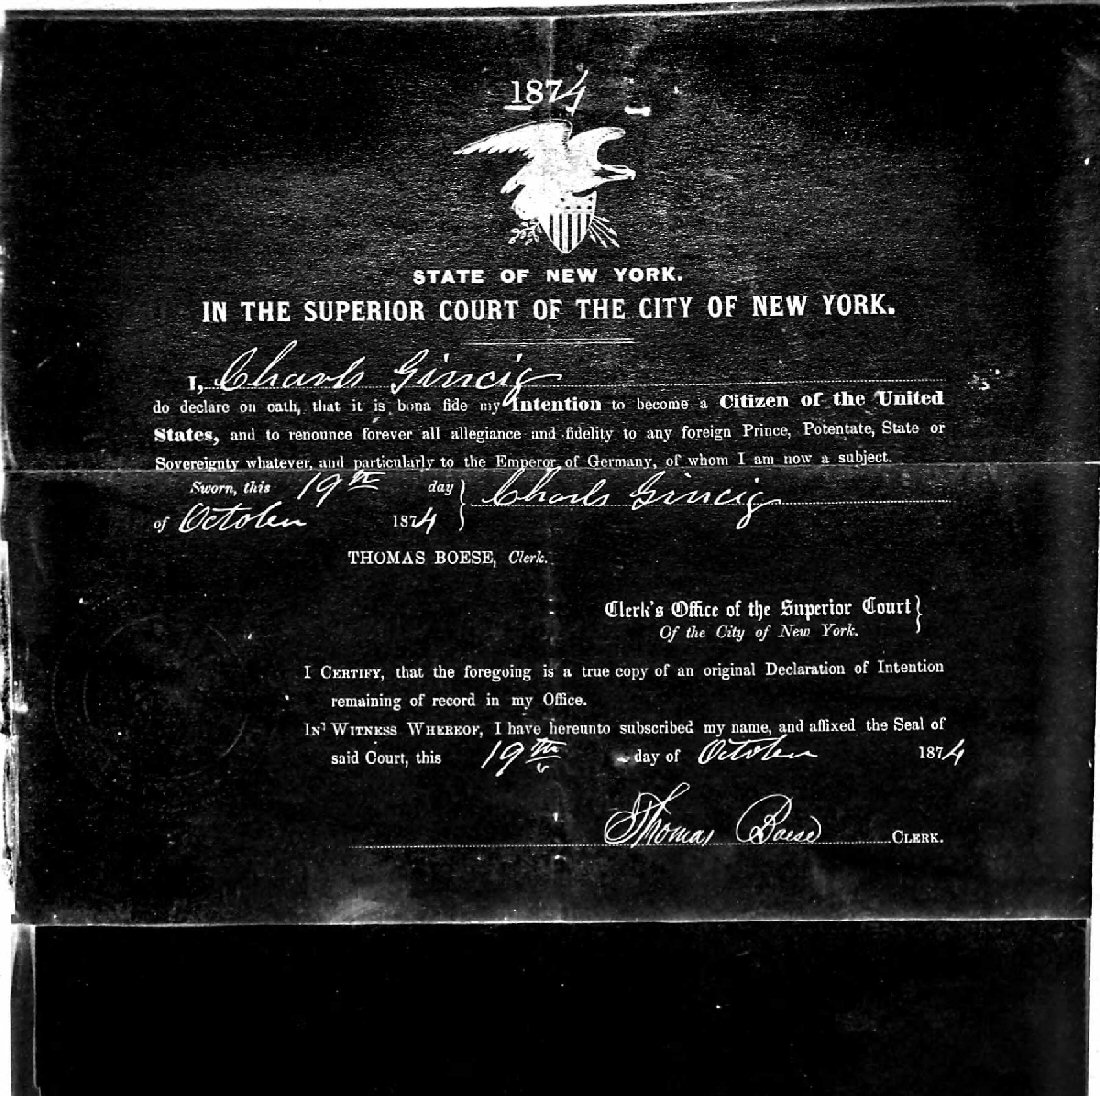 1874
STATE OF NEW YORK.
IN THE SUPERIOR COURT OF THE CITY OF NEW YORK.
I, Charls Gincig
do declare on oath, that it is bona fide my Intention to become a Citizen of the United
States, and to renounce forever all allegiance and fidelity to any foreign Prince, Potentate, State or
Sovereignty whatever, and particularly to the Emperor of Germany, of whom I am now a subject.
Sworn, this 19th day } Charls Gincig
of October 1874
THOMAS BOESE, Clerk.
Clerk's Office of the Superior Court }
Of the City of New York.
I CERTIFY, that the foregoing is a true copy of an original Declaration of Intention
remaining of record in my Office.
IN WITNESS WHEREOF, I have hereunto subscribed my name, and affixed the Seal of
said Court, this 19th day of October 1874
Thomas Boese CLERK.